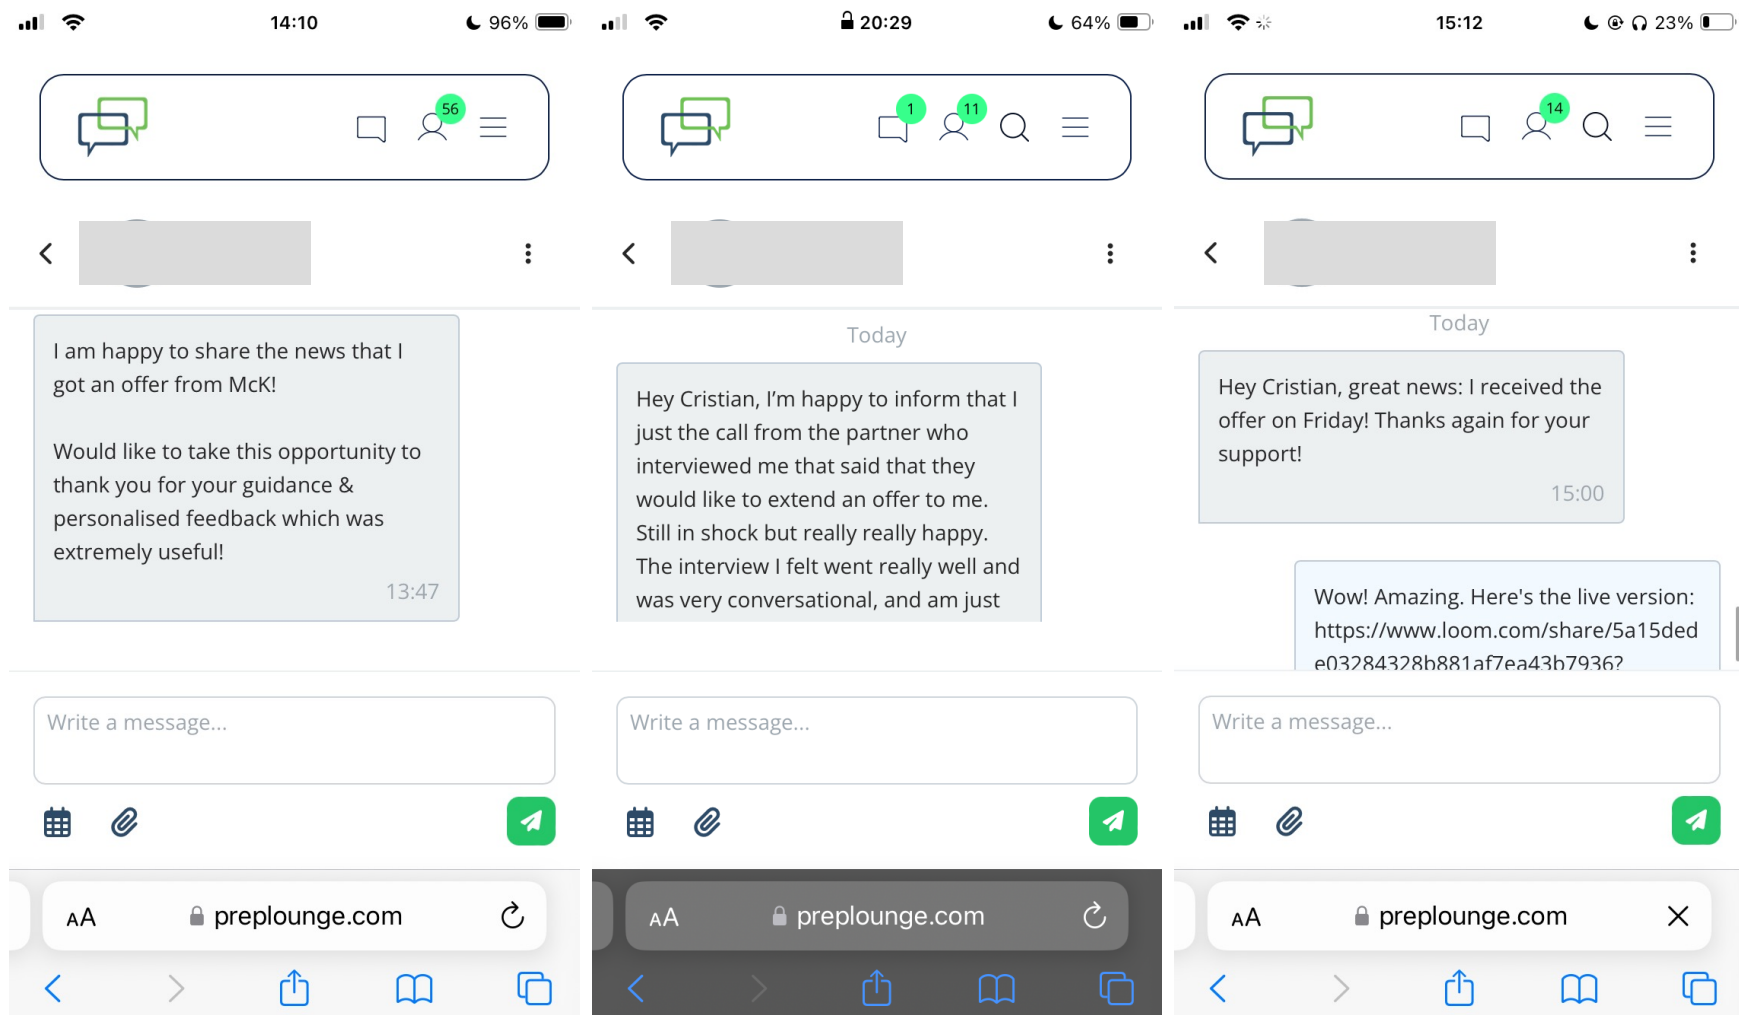 14:10
96%
56
I am happy to share the news that I
got an offer from McK!
Would like to take this opportunity to
thank you for your guidance &
personalised feedback which was
extremely useful!
13:47
Write a message...
AA
preplounge.com
20:29
64%
1
11
Today
Hey Cristian, I’m happy to inform that I
just the call from the partner who
interviewed me that said that they
would like to extend an offer to me.
Still in shock but really really happy.
The interview I felt went really well and
was very conversational, and am just
Write a message...
AA
preplounge.com
15:12
23%
14
Today
Hey Cristian, great news: I received the
offer on Friday! Thanks again for your
support!
15:00
Wow! Amazing. Here's the live version:
https://www.loom.com/share/5a15ded
e03284328b881af7ea43b7936?
Write a message...
AA
preplounge.com